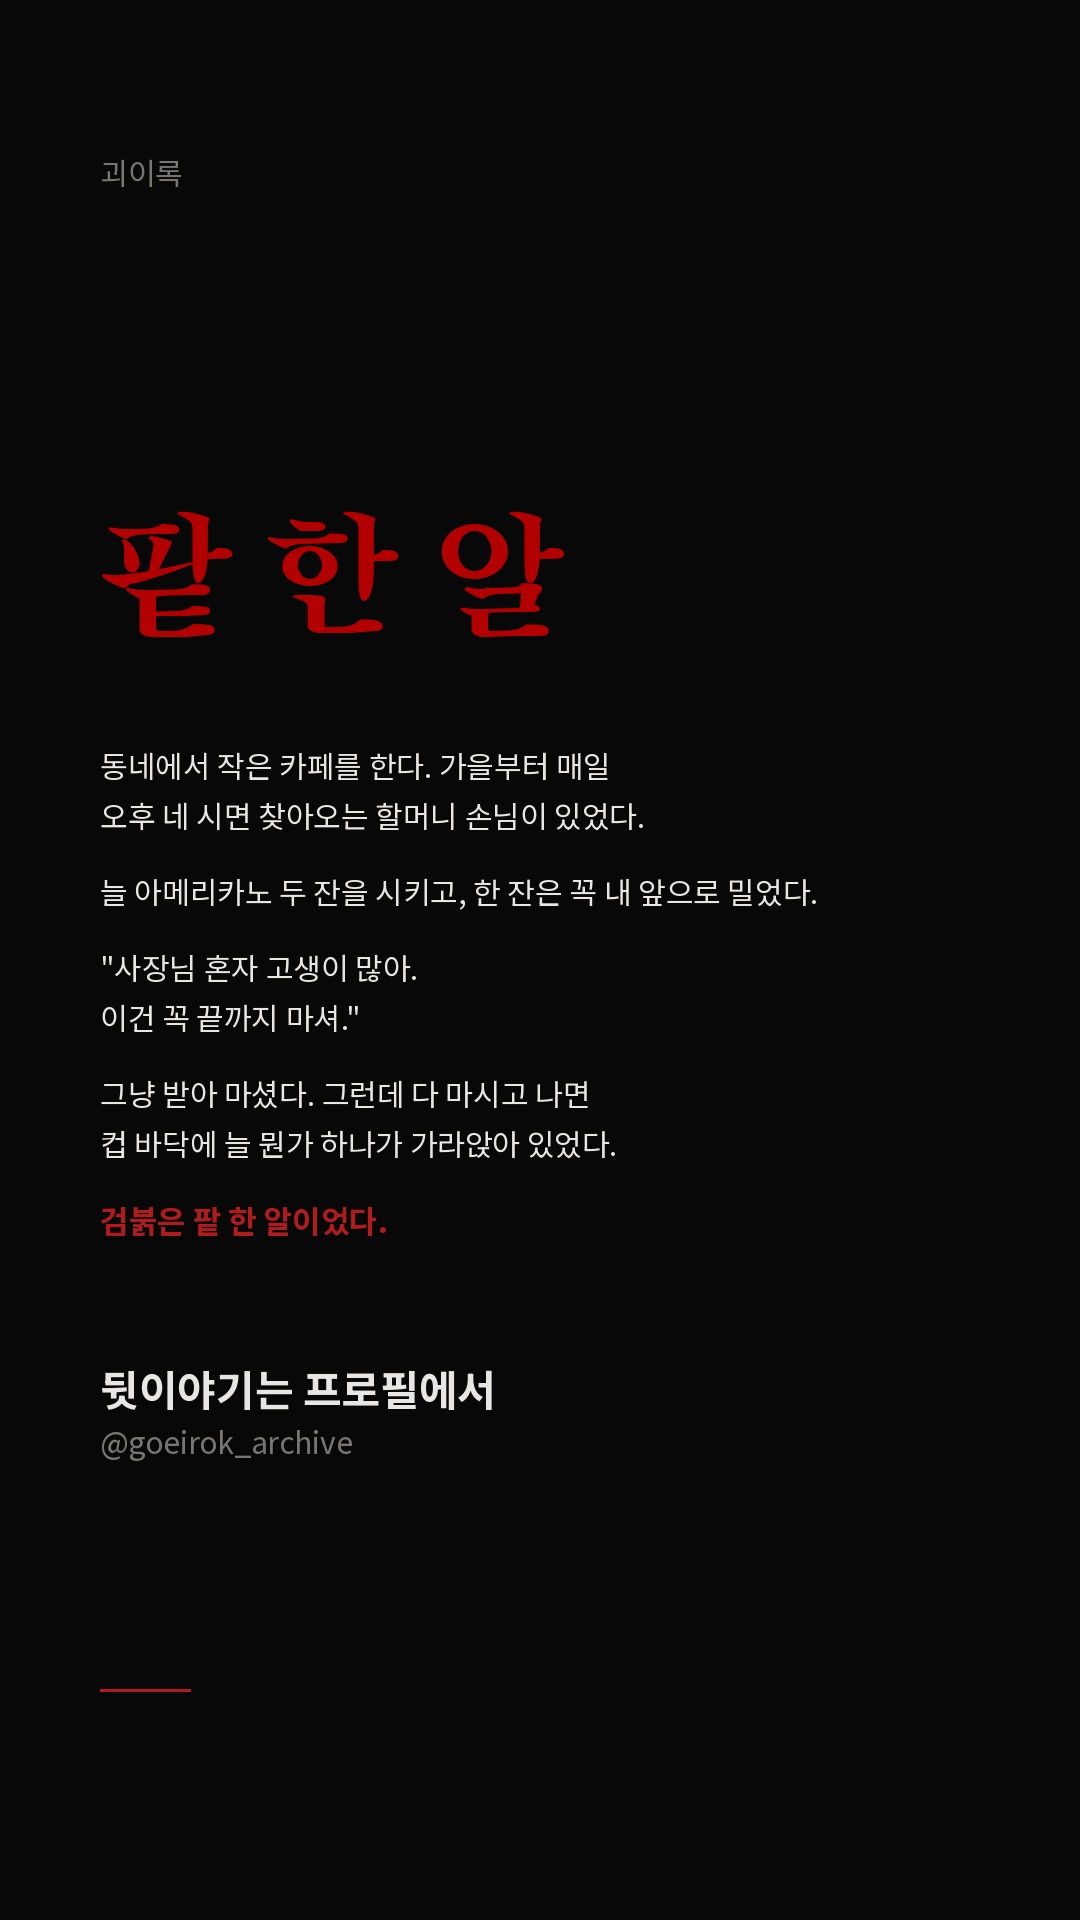 괴이록
팥 한 알
동네에서 작은 카페를 한다. 가을부터 매일
오후 네 시면 찾아오는 할머니 손님이 있었다.
늘 아메리카노 두 잔을 시키고, 한 잔은 꼭 내 앞으로 밀었다.
"사장님 혼자 고생이 많아.
이건 꼭 끝까지 마셔."
그냥 받아 마셨다. 그런데 다 마시고 나면
컵 바닥에 늘 뭔가 하나가 가라앉아 있었다.
검붉은 팥 한 알이었다.
뒷이야기는 프로필에서
@goeirok_archive